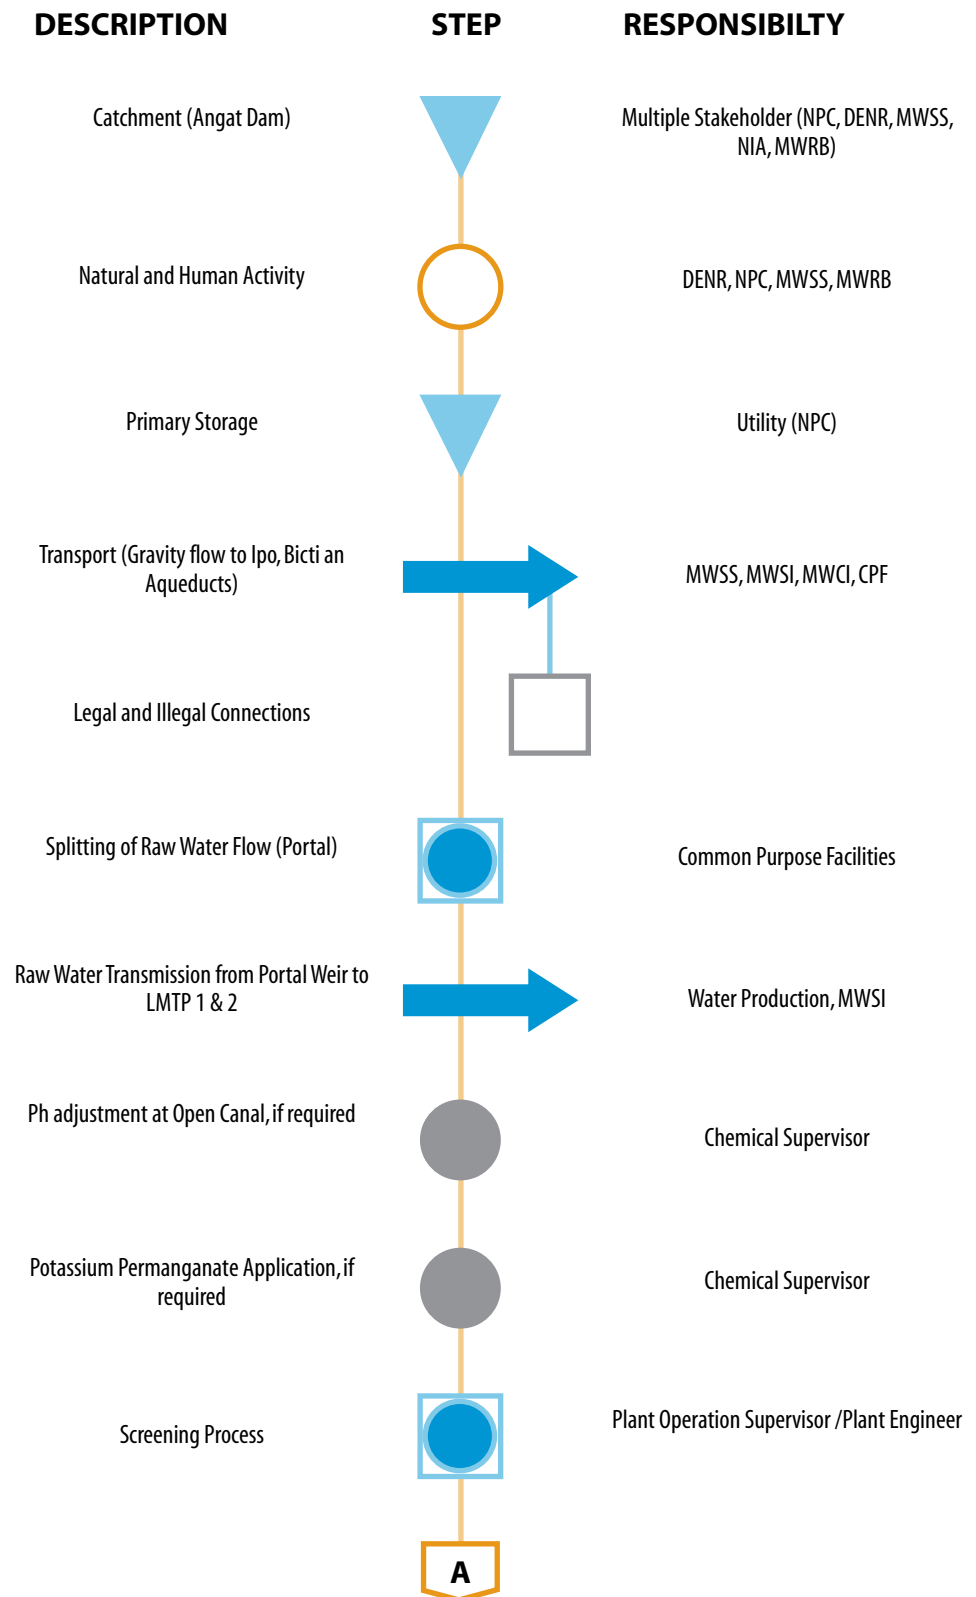 DESCRIPTION STEP RESPONSIBILTY
Catchment (Angat Dam)
Multiple Stakeholder (NPC, DENR, MWSS,
NIA, MWRB)
Natural and Human Activity
DENR, NPC, MWSS, MWRB
Primary Storage
Utility (NPC)
Transport (Gravity flow to Ipo, Bicti an
Aqueducts)
MWSS, MWSI, MWCI, CPF
Legal and Illegal Connections
Splitting of Raw Water Flow (Portal)
Common Purpose Facilities
Raw Water Transmission from Portal Weir to
LMTP 1 & 2
Water Production, MWSI
Ph adjustment at Open Canal, if required
Chemical Supervisor
Potassium Permanganate Application, if
required
Chemical Supervisor
Screening Process
Plant Operation Supervisor /Plant Engineer
A